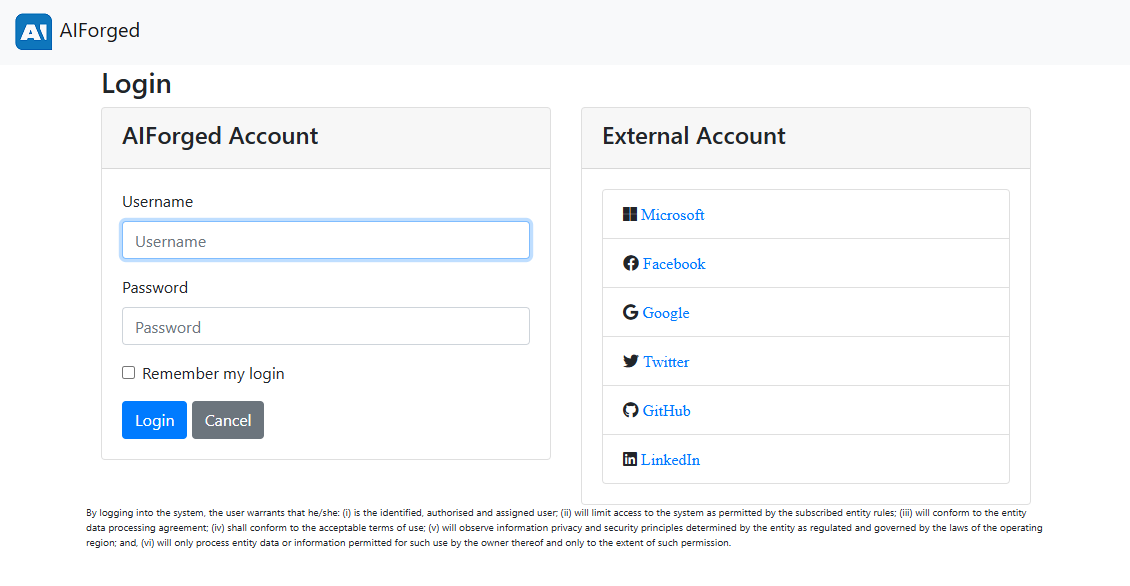 AI AIForged
Login
AIForged Account
Username
Username
Password
Password
Remember my login
Login Cancel
External Account
Microsoft
Facebook
Google
Twitter
GitHub
LinkedIn
By logging into the system, the user warrants that he/she: (i) is the identified, authorised and assigned user; (ii) will limit access to the system as permitted by the subscribed entity rules; (iii) will conform to the entity
data processing agreement; (iv) shall conform to the acceptable terms of use; (v) will observe information privacy and security principles determined by the entity as regulated and governed by the laws of the operating
region; and, (vi) will only process entity data or information permitted for such use by the owner thereof and only to the extent of such permission.